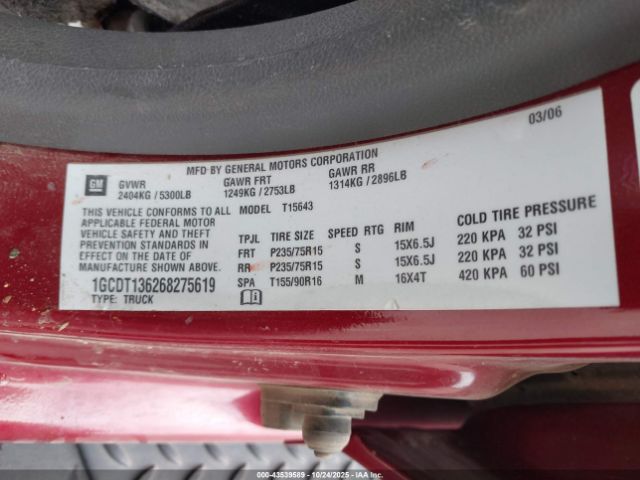 03/06
MFD BY GENERAL MOTORS CORPORATION
GM
GVWR GAWR FRT GAWR RR
2404KG / 5300LB 1249KG / 2753LB 1314KG / 2896LB
THIS VEHICLE CONFORMS TO ALL MODEL T15643
APPLICABLE FEDERAL MOTOR
VEHICLE SAFETY AND THEFT
PREVENTION STANDARDS IN
EFFECT ON THE DATE OF
MANUFACTURE SHOWN ABOVE.
1GCDT136268275619
TYPE: TRUCK
TPJL TIRE SIZE SPEED RTG RIM COLD TIRE PRESSURE
FRT P235/75R15 S 15X6.5J 220 KPA 32 PSI
RR P235/75R15 S 15X6.5J 220 KPA 32 PSI
SPA T155/90R16 M 16X4T 420 KPA 60 PSI
000-43539589 - 10/24/2025 - IAAI.COM